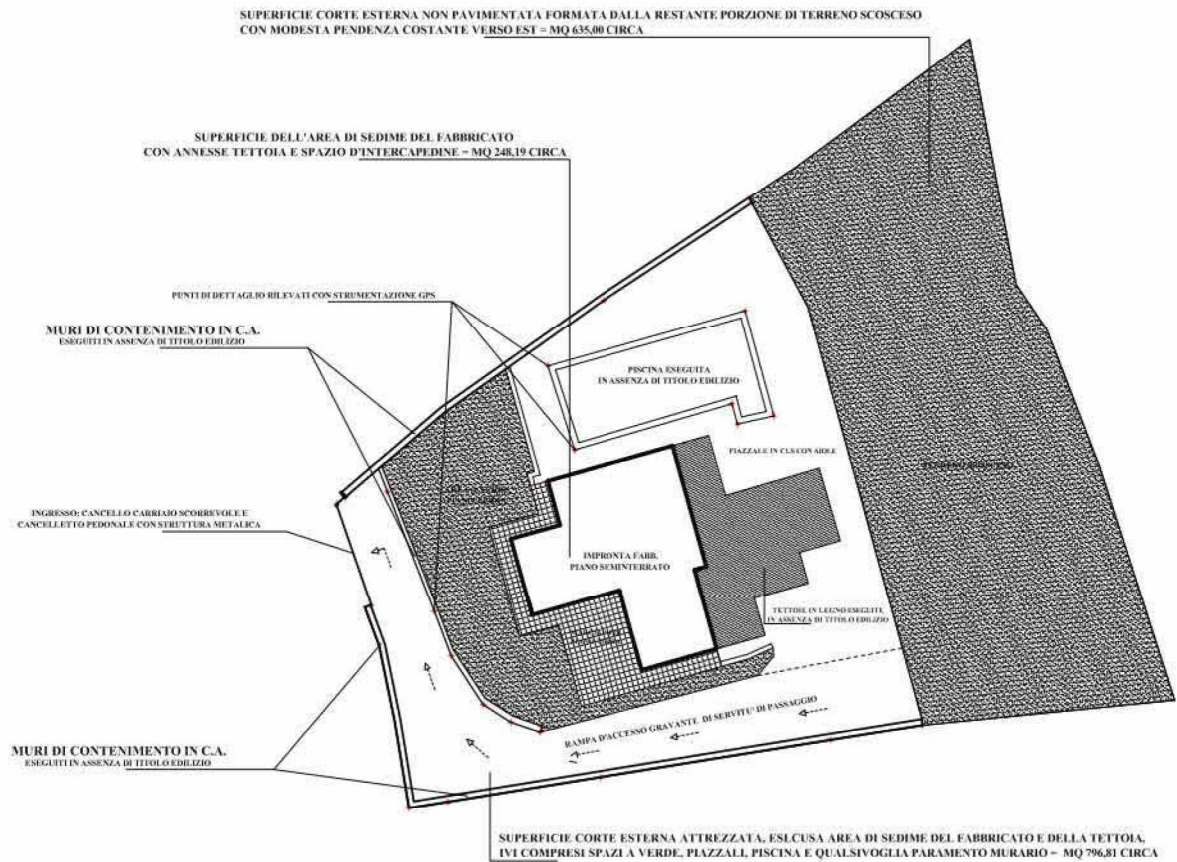 SUPERFICIE CORTE ESTERNA NON PAVIMENTATA FORMATA DALLA RESTANTE PORZIONE DI TERRENO SCOSCESO
CON MODESTA PENDENZA COSTANTE VERSO EST = MQ 635,00 CIRCA
SUPERFICIE DELL'AREA DI SEDIME DEL FABBRICATO
CON ANNESSE TETTOIA E SPAZIO D'INTERCAPEDINE = MQ 248,19 CIRCA
PUNTI DI DETTAGLIO RILEVATI CON STRUMENTAZIONE GPS
MURI DI CONTENIMENTO IN C.A.
ESEGUITI IN ASSENZA DI TITOLO EDILIZIO
PISCINA ESEGUITA
IN ASSENZA DI TITOLO EDILIZIO
PIAZZALE IN CLS CON AIOLE
INGRESSO: CANCELLO CARRIAIO SCORREVOLE E
CANCELLETTO PEDONALE CON STRUTTURA METALICA
IMPRONTA FABB.
PIANO SEMINTERRATO
TETTOIE IN LEGNO ESEGUITE
IN ASSENZA DI TITOLO EDILIZIO
RAMPA D'ACCESSO GRAVANTE DI SERVITU' DI PASSAGGIO
MURI DI CONTENIMENTO IN C.A.
ESEGUITI IN ASSENZA DI TITOLO EDILIZIO
SUPERFICIE CORTE ESTERNA ATTREZZATA, ESLCUSA AREA DI SEDIME DEL FABBRICATO E DELLA TETTOIA,
IVI COMPRESI SPAZI A VERDE, PIAZZALI, PISCINA E QUALSIVOGLIA PARAMENTO MURARIO = MQ 796,81 CIRCA